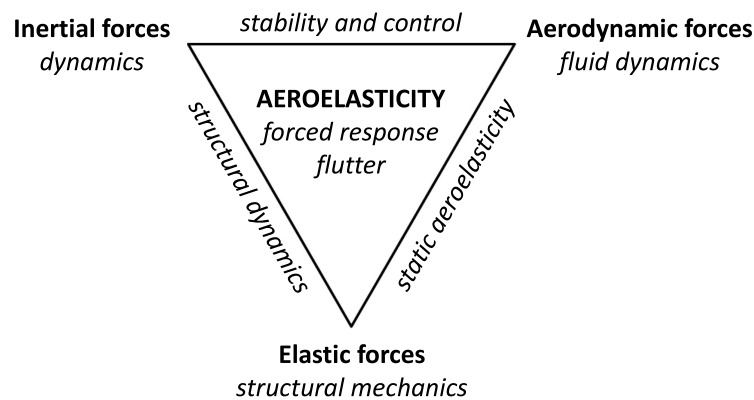 stability and control
Inertial forces
dynamics
Aerodynamic forces
fluid dynamics
AEROELASTICITY
forced response
flutter
structural dynamics
static aeroelasticity
Elastic forces
structural mechanics